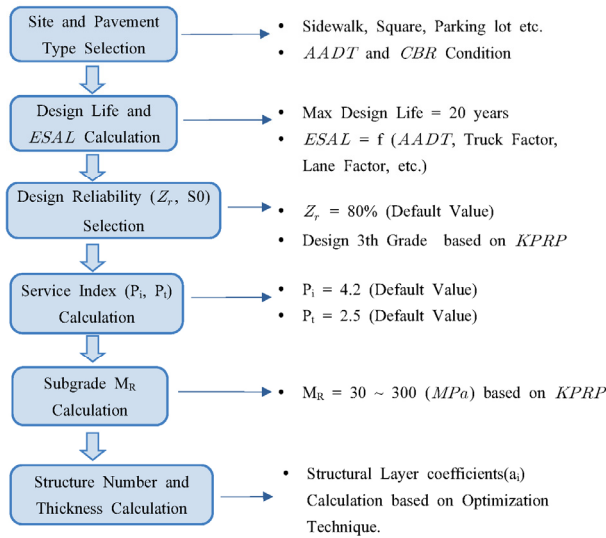 Site and Pavement
Type Selection
• Sidewalk, Square, Parking lot etc.
• AADT and CBR Condition
Design Life and
ESAL Calculation
• Max Design Life = 20 years
• ESAL = f (AADT, Truck Factor,
Lane Factor, etc.)
Design Reliability (Zr, S0)
Selection
• Zr = 80% (Default Value)
• Design 3th Grade based on KPRP
Service Index (Pi, Pt)
Calculation
• Pi = 4.2 (Default Value)
• Pt = 2.5 (Default Value)
Subgrade MR
Calculation
• MR = 30 ~ 300 (MPa) based on KPRP
Structure Number and
Thickness Calculation
• Structural Layer coefficients(ai)
Calculation based on Optimization
Technique.